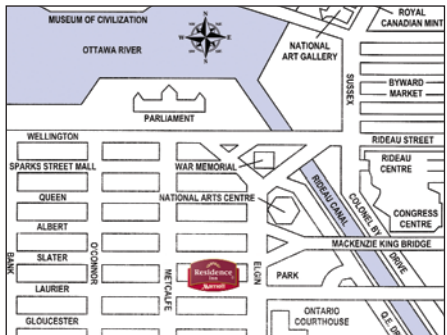 MUSEUM OF CIVILIZATION
ROYAL
CANADIAN MINT
N
W
E
S
OTTAWA RIVER
NATIONAL
ART GALLERY
SUSSEX
BYWARD
MARKET
PARLIAMENT
WELLINGTON
RIDEAU STREET
SPARKS STREET MALL
WAR MEMORIAL
RIDEAU
CENTRE
QUEEN
NATIONAL ARTS CENTRE
RIDEAU CANAL
COLONEL BY
DRIVE
CONGRESS
CENTRE
ALBERT
MACKENZIE KING BRIDGE
BANK
O'CONNOR
METCALFE
ELGIN
SLATER
Residence
Inn
Marriott
PARK
LAURIER
ONTARIO
COURTHOUSE
Q.E. DR
GLOUCESTER